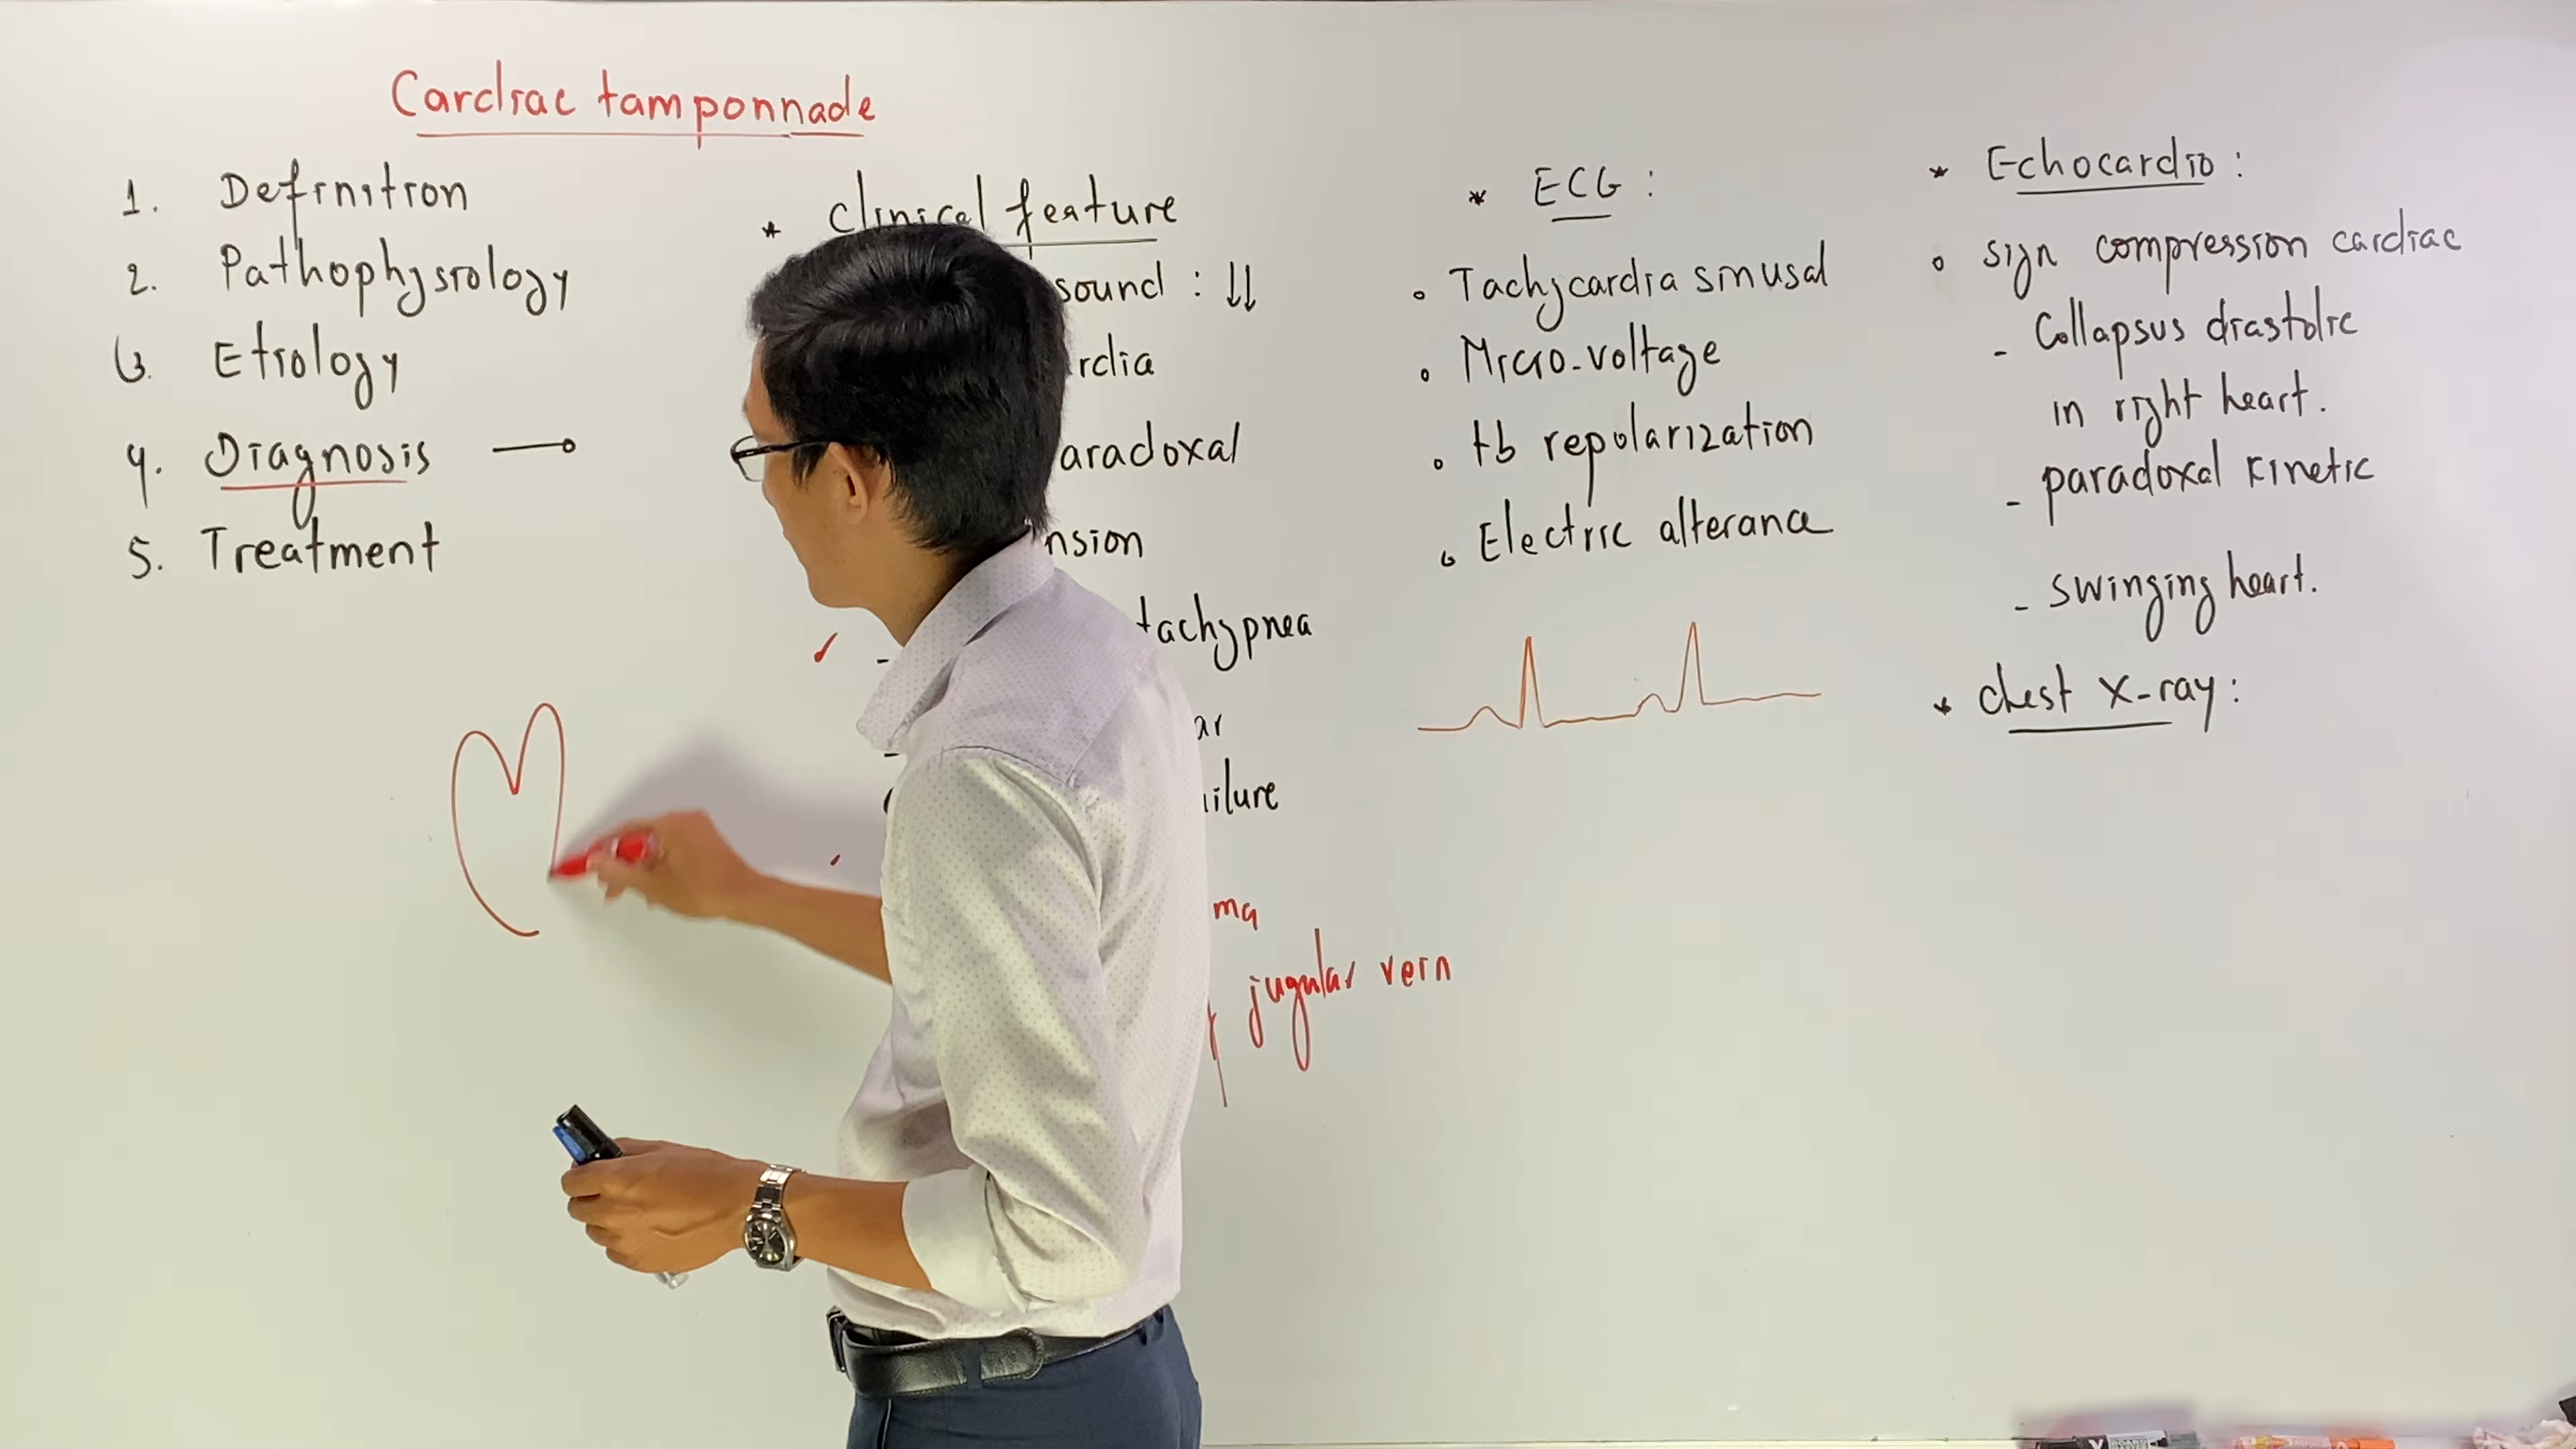 Cardiac tamponnade
1. Definition
2. Pathophysiology
3. Etiology
4. Diagnosis
5. Treatment
* Clinical feature
sound : ↓↓
rdia
aradoxal
nsion
tachypnea
ar
ilure
ma
jugular vein
* ECG :
Tachycardia sinusal
Micro-voltage
tb repolarization
Electric alterance
* Echocardio :
sign compression cardiac
- Collapsus diastolic
in right heart.
- paradoxal kinetic
- swinging heart.
* chest x-ray :